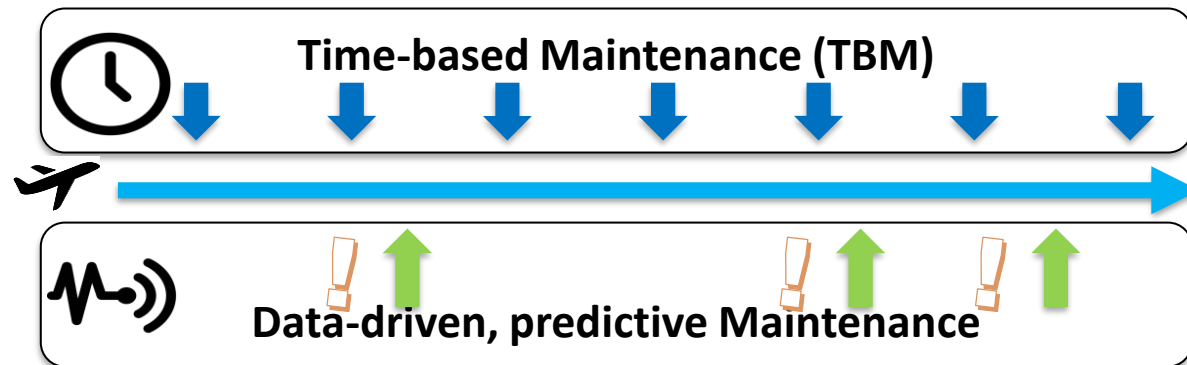 Time-based Maintenance (TBM)
! ! !
Data-driven, predictive Maintenance